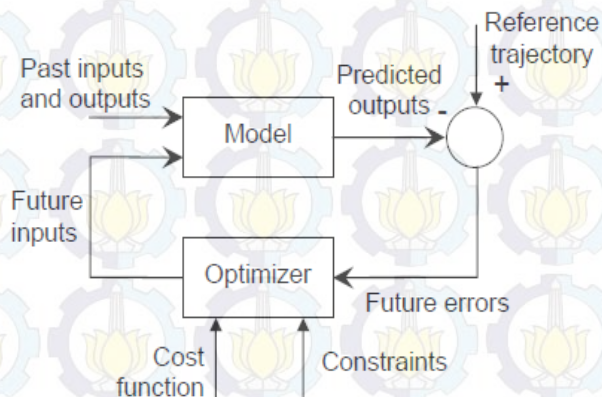 Reference
trajectory
+
Past inputs
and outputs
Predicted
outputs
-
Model
Future
inputs
Optimizer
Future errors
Cost
function
Constraints